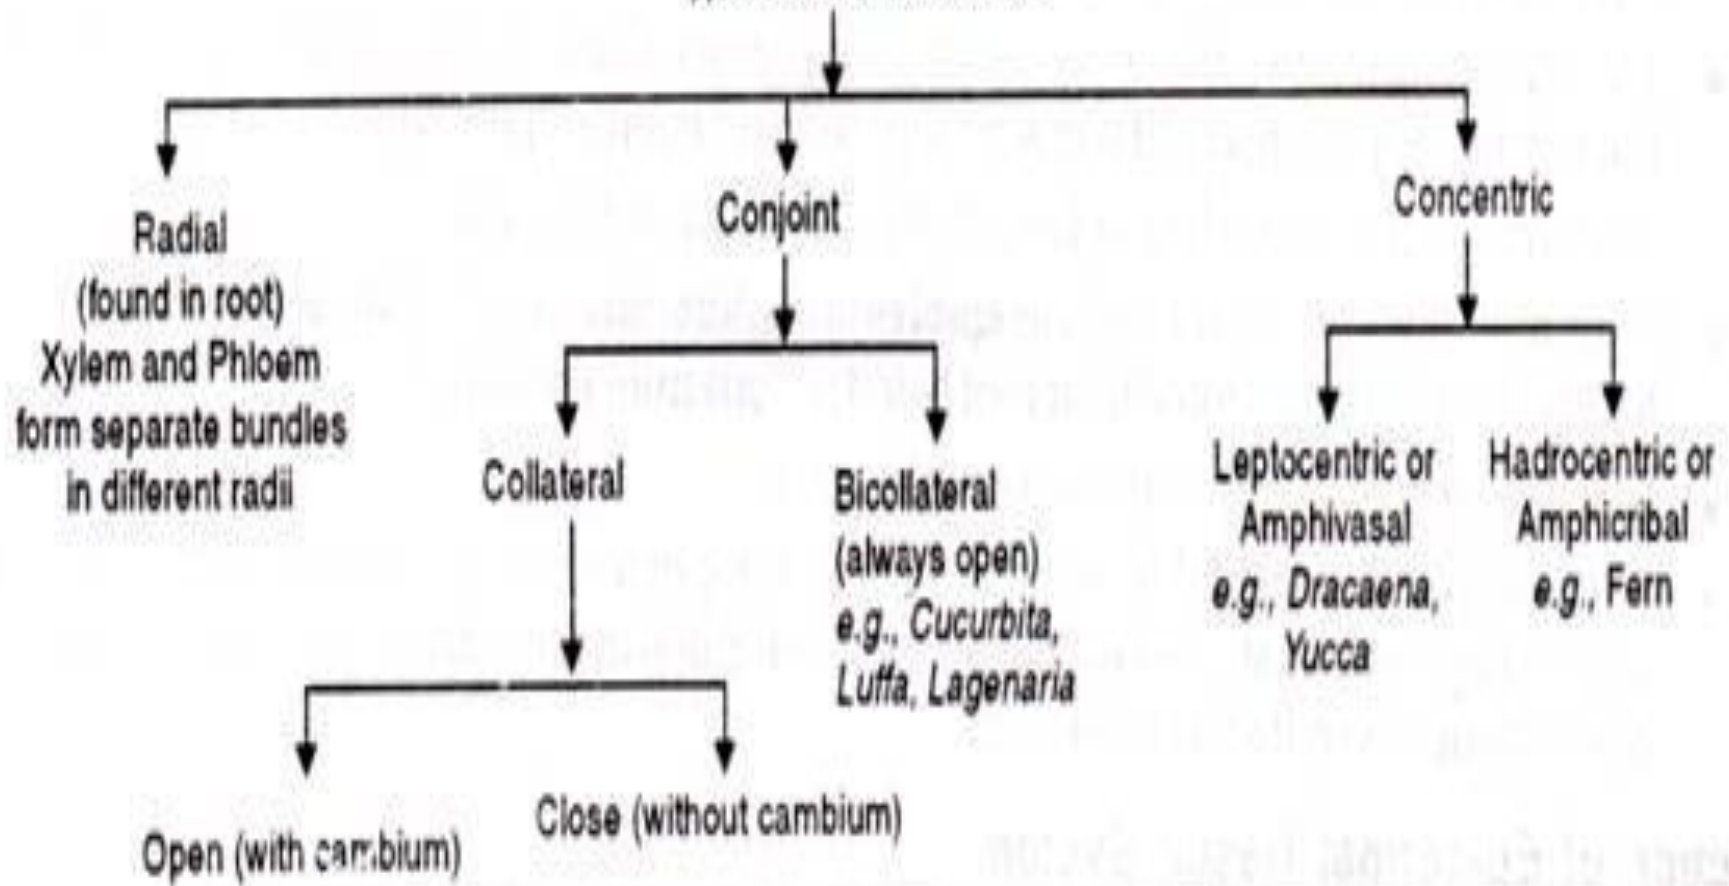 Radial
(found in root)
Xylem and Phloem
form separate bundles
in different radii
Conjoint
Concentric
Collateral
Bicollateral
(always open)
e.g., Cucurbita,
Luffa, Lagenaria
Leptocentric or
Amphivasal
e.g., Dracaena,
Yucca
Hadrocentric or
Amphicribal
e.g., Fern
Open (with cambium)
Close (without cambium)